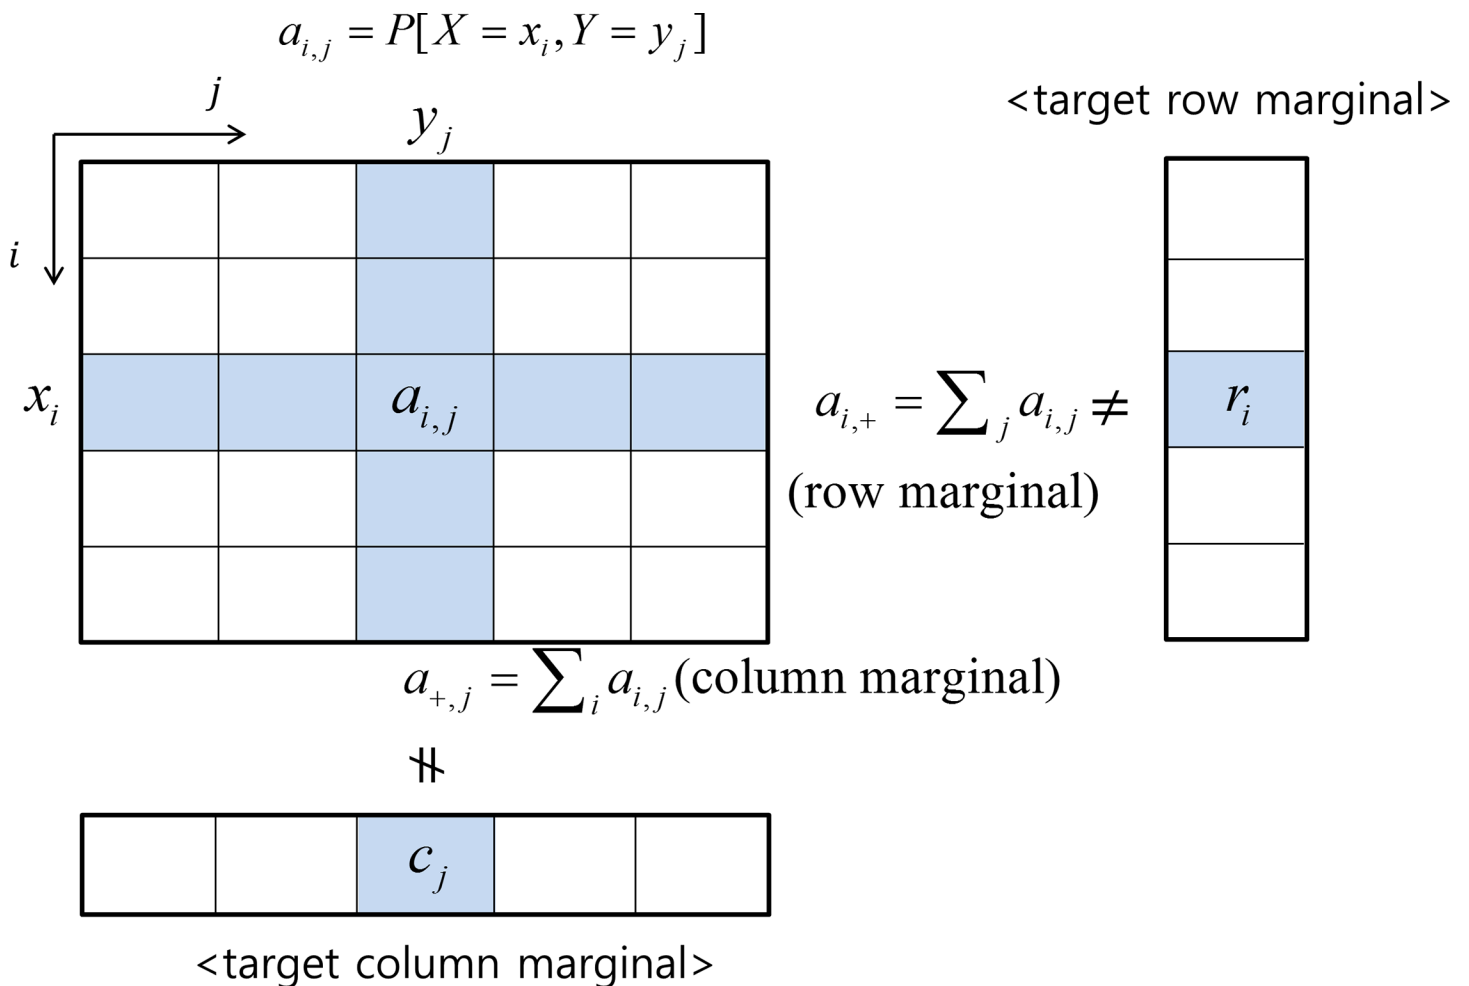 a_{i,j} = P[X = x_i, Y = y_j]
j
<target row marginal>
y_j
i
x_i
a_{i,j}
a_{i,+} = ∑_j a_{i,j} ≠
r_i
(row marginal)
a_{+,j} = ∑_i a_{i,j} (column marginal)
≠
c_j
<target column marginal>